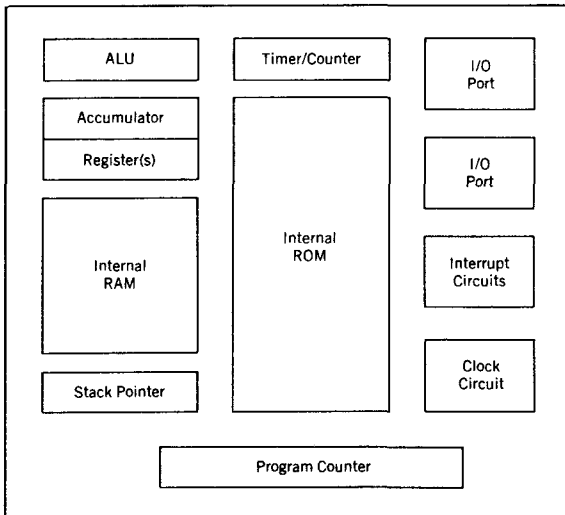 ALU
Accumulator
Register(s)
Internal
RAM
Stack Pointer
Timer/Counter
Internal
ROM
I/O
Port
I/O
Port
Interrupt
Circuits
Clock
Circuit
Program Counter